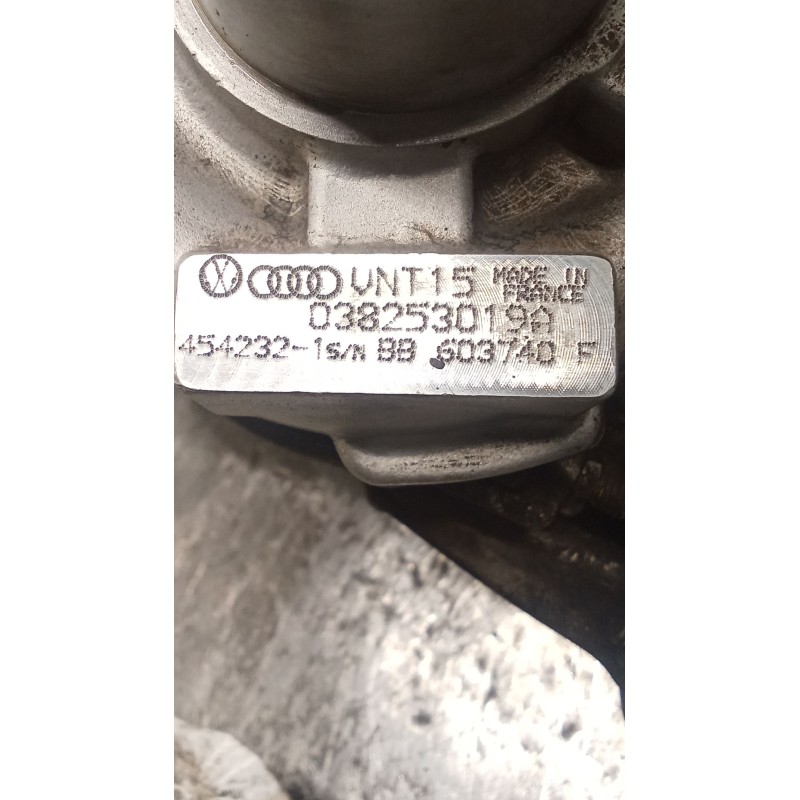 VNT15 MADE IN FRANCE
038253019A
454232-1 S/N BB 603740 F